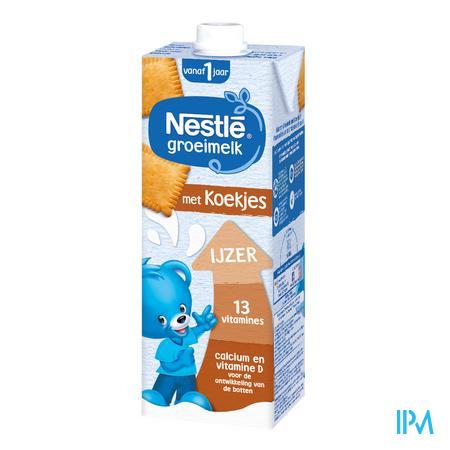 vanaf 1 jaar
Nestlé®
groeimelk
met Koekjes
IJZER
13
vitamines
calcium en
vitamine D
voor de
ontwikkeling van
de botten
IPM